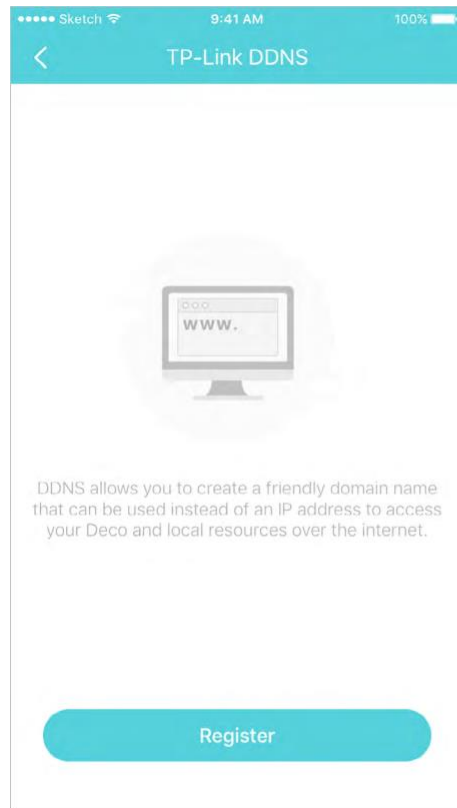 Sketch 9:41 AM 100%
TP-Link DDNS
www.
DDNS allows you to create a friendly domain name
that can be used instead of an IP address to access
your Deco and local resources over the internet.
Register